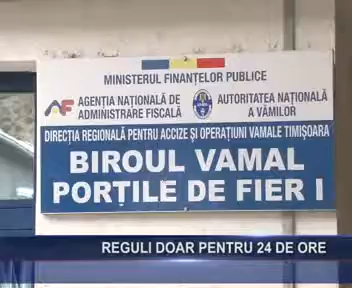 MINISTERUL FINANȚELOR PUBLICE
AGENȚIA NAȚIONALĂ DE
ADMINISTRARE FISCALĂ
AUTORITATEA NAȚIONALĂ
A VĂMILOR
DIRECȚIA REGIONALĂ PENTRU ACCIZE ȘI OPERAȚIUNI VAMALE TIMIȘOARA
BIROUL VAMAL
PORȚILE DE FIER I
REGULI DOAR PENTRU 24 DE ORE